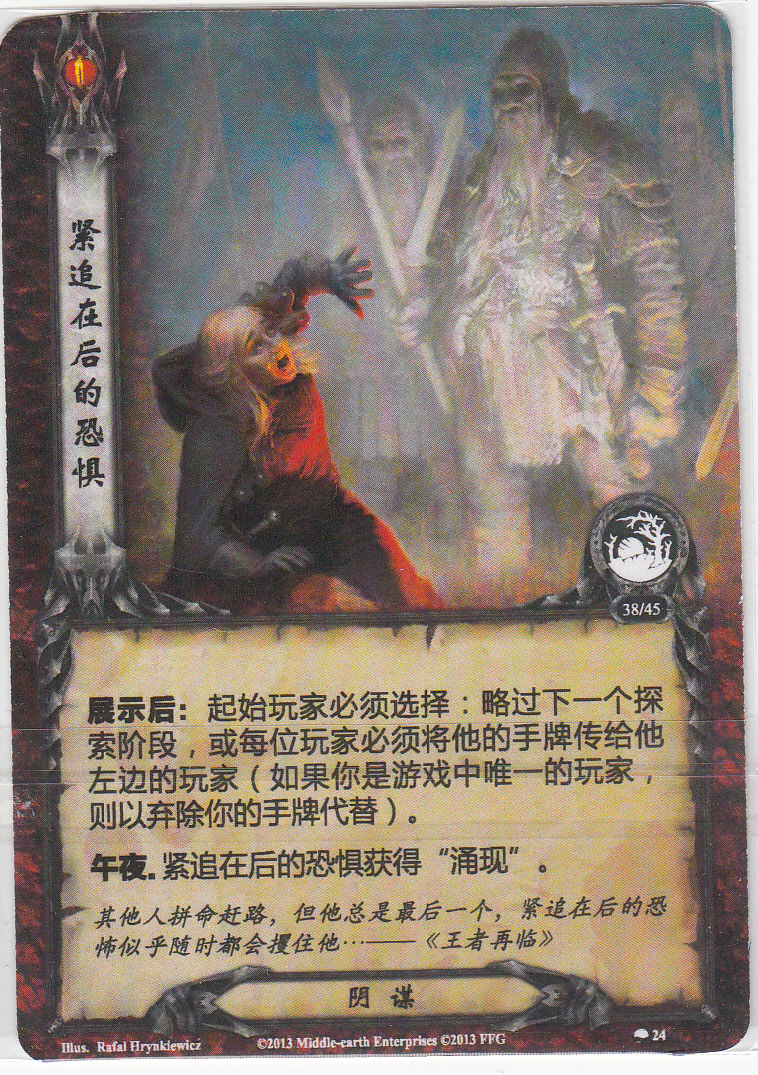 紧追在后的恐惧
38/45
展示后：起始玩家必须选择：略过下一个探
索阶段，或每位玩家必须将他的手牌传给他
左边的玩家（如果你是游戏中唯一的玩家，
则以弃除你的手牌代替）。
午夜.紧追在后的恐惧获得“涌现”。
其他人拼命赶路，但他总是最后一个，紧追在后的恐
怖似乎随时都会攫住他…——《王者再临》
阴谋
Illus. Rafal Hrynkiewicz
©2013 Middle-earth Enterprises ©2013 FFG
24